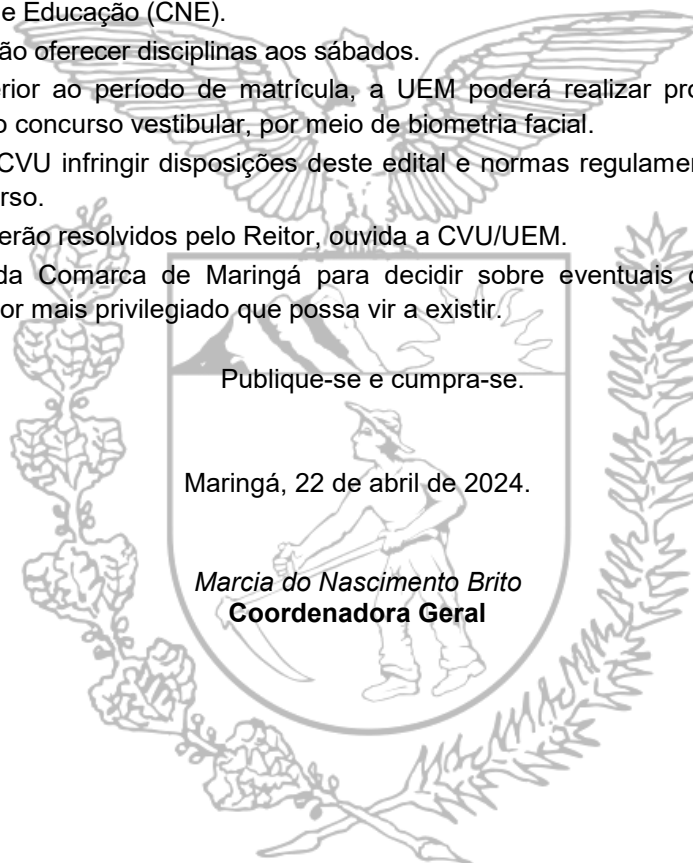 e Educação (CNE).
ão oferecer disciplinas aos sábados.
rior ao período de matrícula, a UEM poderá realizar pro
o concurso vestibular, por meio de biometria facial.
CVU infringir disposições deste edital e normas regulamen
rso.
erão resolvidos pelo Reitor, ouvida a CVU/UEM.
da Comarca de Maringá para decidir sobre eventuais
or mais privilegiado que possa vir a existir.
Publique-se e cumpra-se.
Maringá, 22 de abril de 2024.
Marcia do Nascimento Brito
Coordenadora Geral